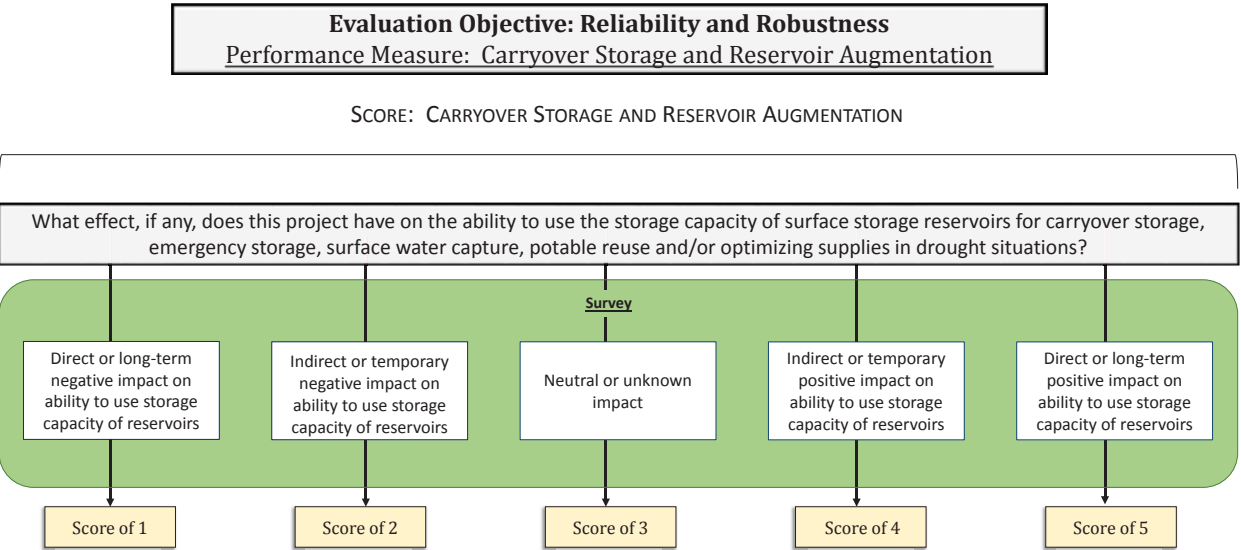 Evaluation Objective: Reliability and Robustness
Performance Measure: Carryover Storage and Reservoir Augmentation
SCORE: CARRYOVER STORAGE AND RESERVOIR AUGMENTATION
What effect, if any, does this project have on the ability to use the storage capacity of surface storage reservoirs for carryover storage,
emergency storage, surface water capture, potable reuse and/or optimizing supplies in drought situations?
Survey
Direct or long-term
negative impact on
ability to use storage
capacity of reservoirs
Indirect or temporary
negative impact on
ability to use storage
capacity of reservoirs
Neutral or unknown
impact
Indirect or temporary
positive impact on
ability to use storage
capacity of reservoirs
Direct or long-term
positive impact on
ability to use storage
capacity of reservoirs
Score of 1
Score of 2
Score of 3
Score of 4
Score of 5